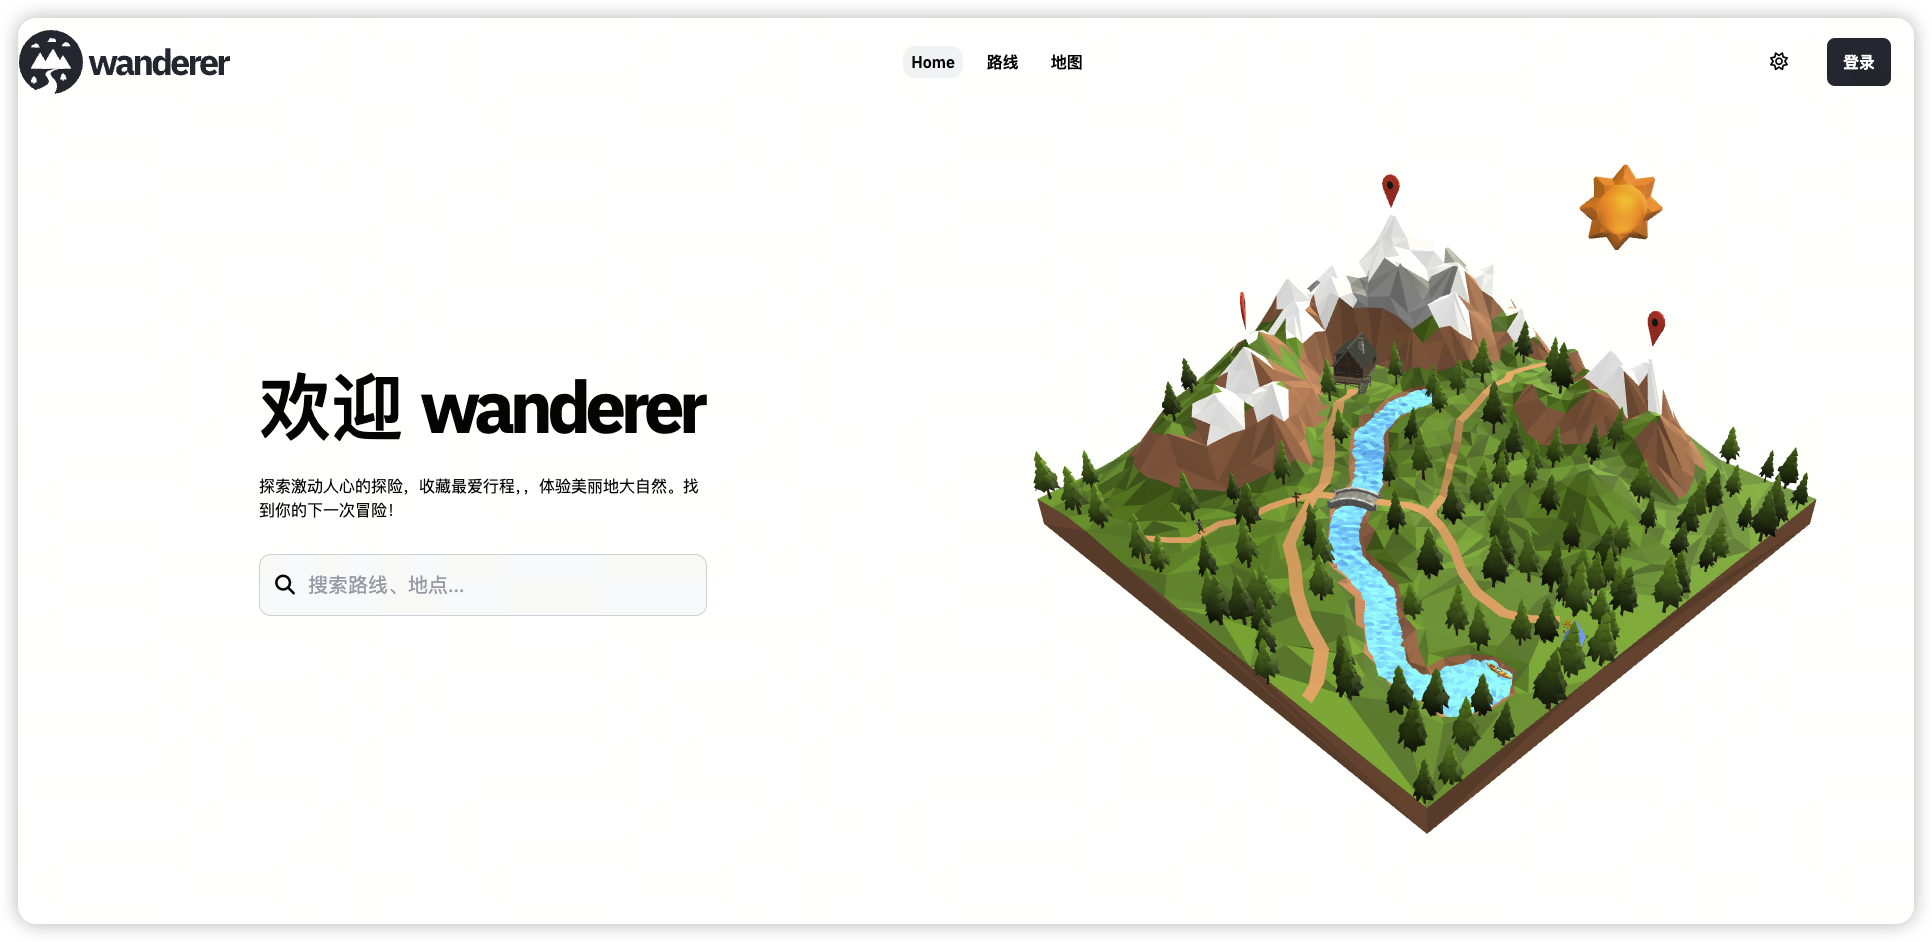 wanderer
Home
路线
地图
登录
欢迎 wanderer
探索激动人心的探险，收藏最爱行程，，体验美丽地大自然。找
到你的下一次冒险！
搜索路线、地点...